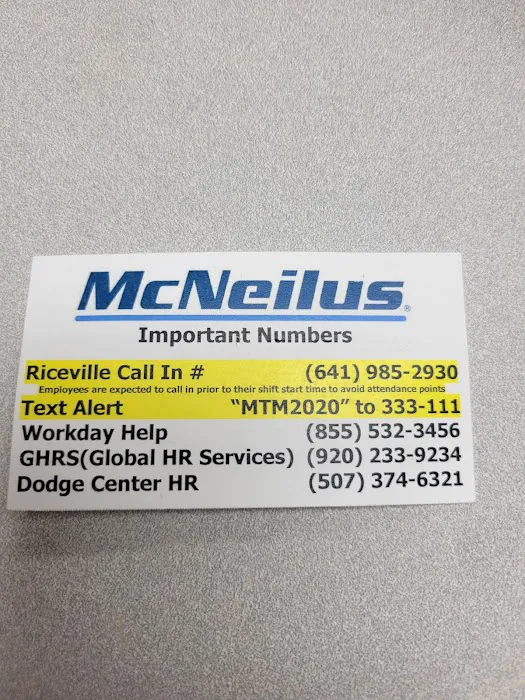 McNeilus®
Important Numbers
Riceville Call In # (641) 985-2930
Employees are expected to call in prior to their shift start time to avoid attendance points
Text Alert “MTM2020” to 333-111
Workday Help (855) 532-3456
GHRS(Global HR Services) (920) 233-9234
Dodge Center HR (507) 374-6321